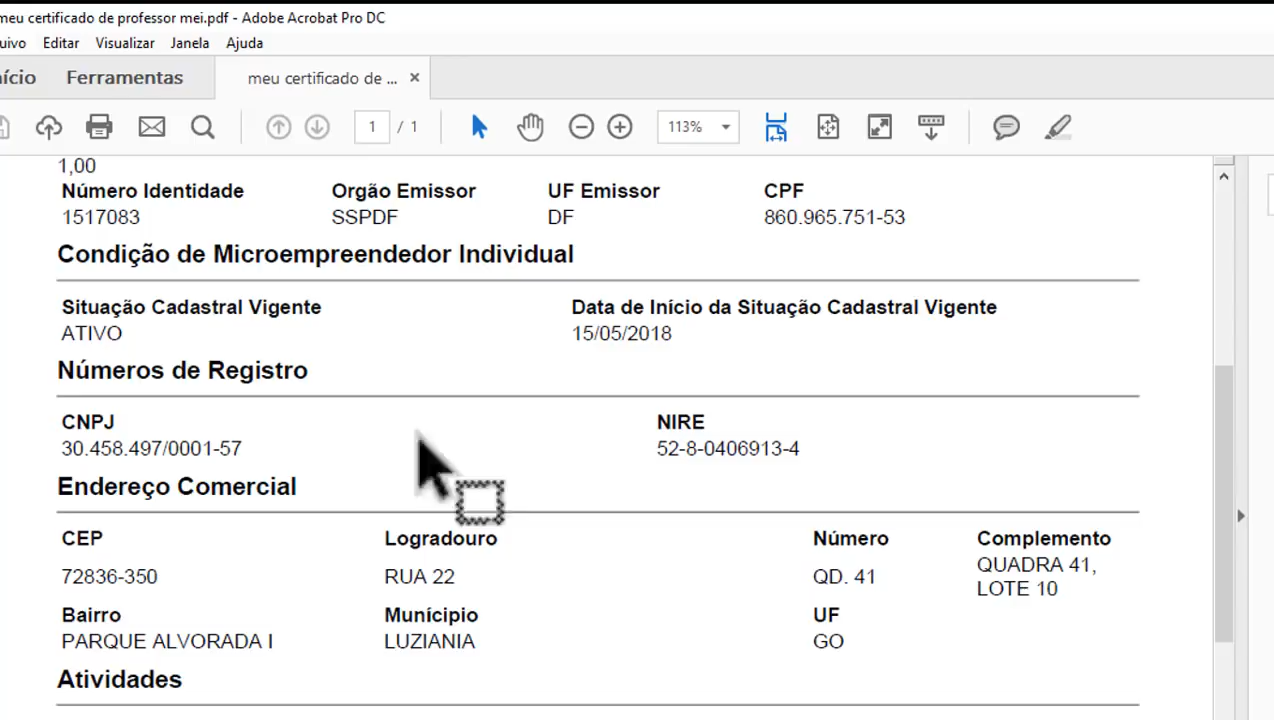 meu certificado de professor mei.pdf - Adobe Acrobat Pro DC
uivo Editar Visualizar Janela Ajuda
ício Ferramentas meu certificado de ... ×
1 / 1 113%
1,00
Número Identidade Orgão Emissor UF Emissor CPF
1517083 SSPDF DF 860.965.751-53
Condição de Microempreendedor Individual
Situação Cadastral Vigente Data de Início da Situação Cadastral Vigente
ATIVO 15/05/2018
Números de Registro
CNPJ NIRE
30.458.497/0001-57 52-8-0406913-4
Endereço Comercial
CEP Logradouro Número Complemento
72836-350 RUA 22 QD. 41 QUADRA 41,
LOTE 10
Bairro Munícipio UF
PARQUE ALVORADA I LUZIANIA GO
Atividades